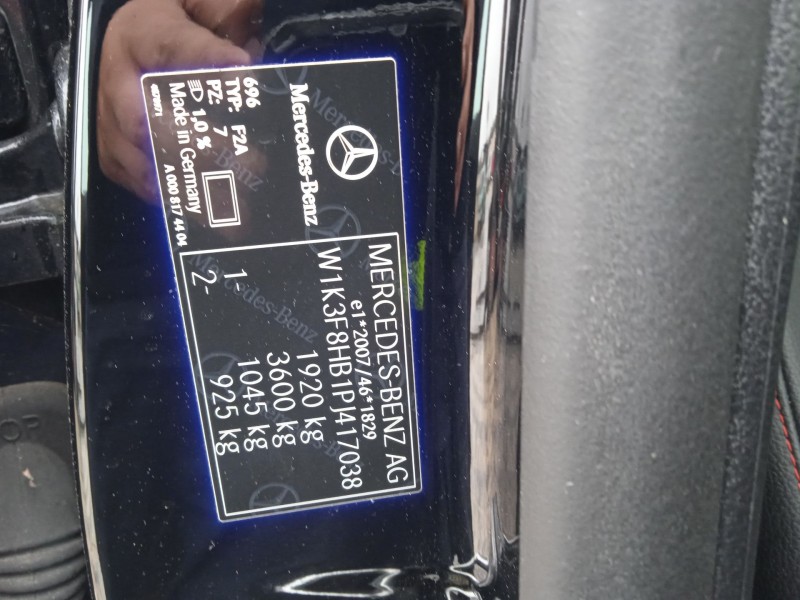 Mercedes-Benz
696
TYP: F2A
PZ: 7
1,0 %
Made in Germany
A 000 817 44 04
MERCEDES-BENZ AG
e1*2007/46*1829
W1K3F8HB1PJ417038
1920 kg
3600 kg
1 1045 kg
2- 925 kg